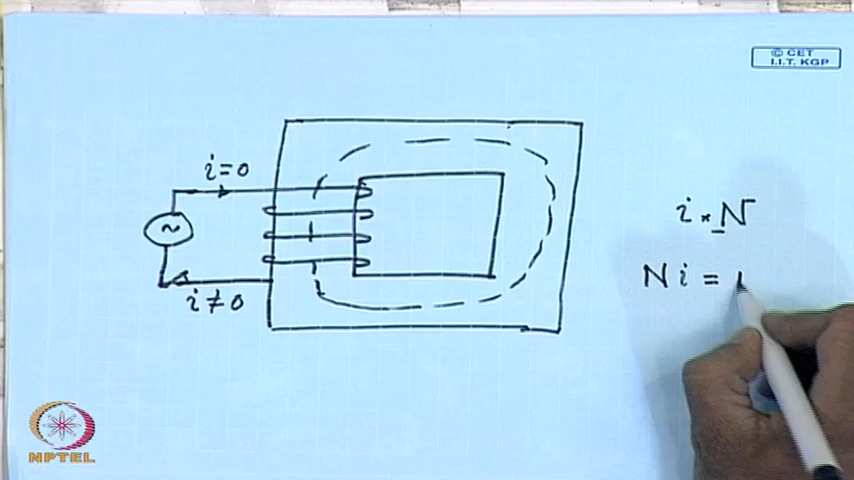 © CET
I.I.T. KGP
i=0
i × N
N i =
i ≠ 0
NPTEL